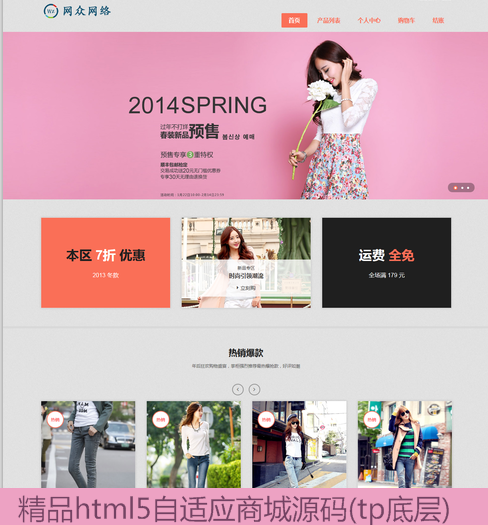 网众网络
首页 产品列表 个人中心 购物车 结账
2014SPRING
过年不打烊
春装新品预售 봄신상 예매
预售专享3重特权
本区 7折 优惠
2013 年款
新品专区
时尚引领潮流
立刻购
运费 全免
全场满 179 元
热销爆款
热销
热销
热销
热销
精品html5自适应商城源码(tp底层)